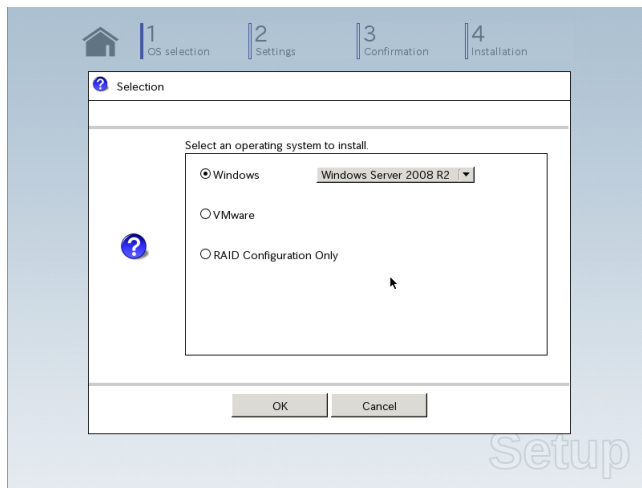 1
OS selection
2
Settings
3
Confirmation
4
Installation
? Selection
Select an operating system to install.
Windows
Windows Server 2008 R2
VMware
?
RAID Configuration Only
OK
Cancel
Setup